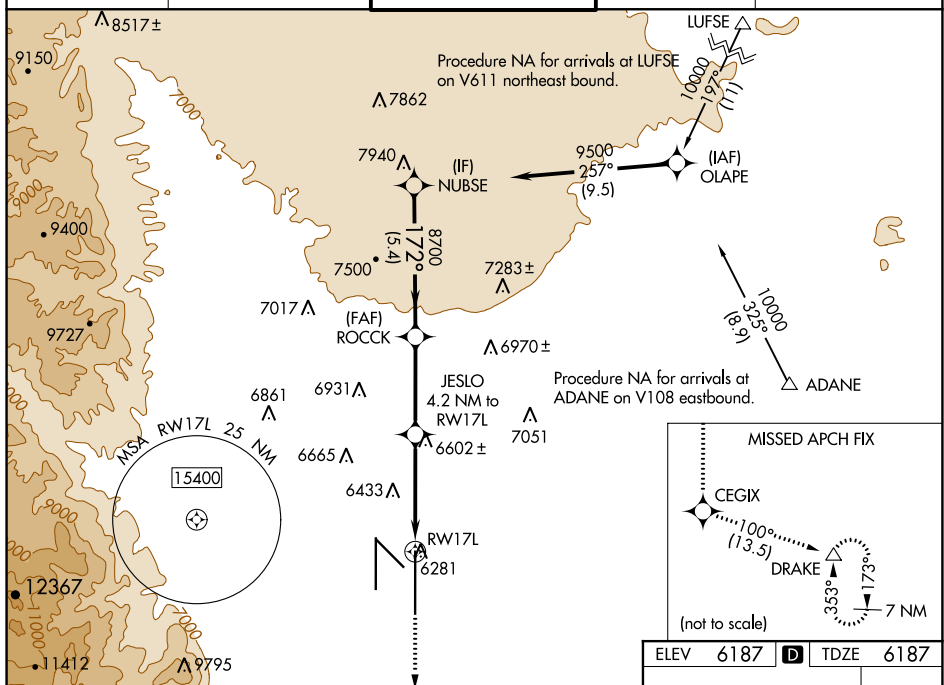 8517±
LUFSE
9150
Procedure NA for arrivals at LUFSE
on V611 northeast bound.
10000
197°
(11)
7000
7862
7940
(IF)
NUBSE
9500
257°
(9.5)
(IAF)
OLAPE
9000
9400
8700
172°
(5.4)
7500
7283±
7017
10000
325°
(8.9)
9727
(FAF)
ROCCK
6970±
JESLO
4.2 NM to
RW17L
Procedure NA for arrivals at
ADANE on V108 eastbound.
ADANE
6931
6861
7051
MSA RW17L 25 NM
6665
6602±
MISSED APCH FIX
15400
6433
CEGIX
9000
100°
(13.5)
RW17L
6281
DRAKE
353°
173°
7 NM
12367
11000
7000
(not to scale)
11412
9795
ELEV 6187 D TDZE 6187